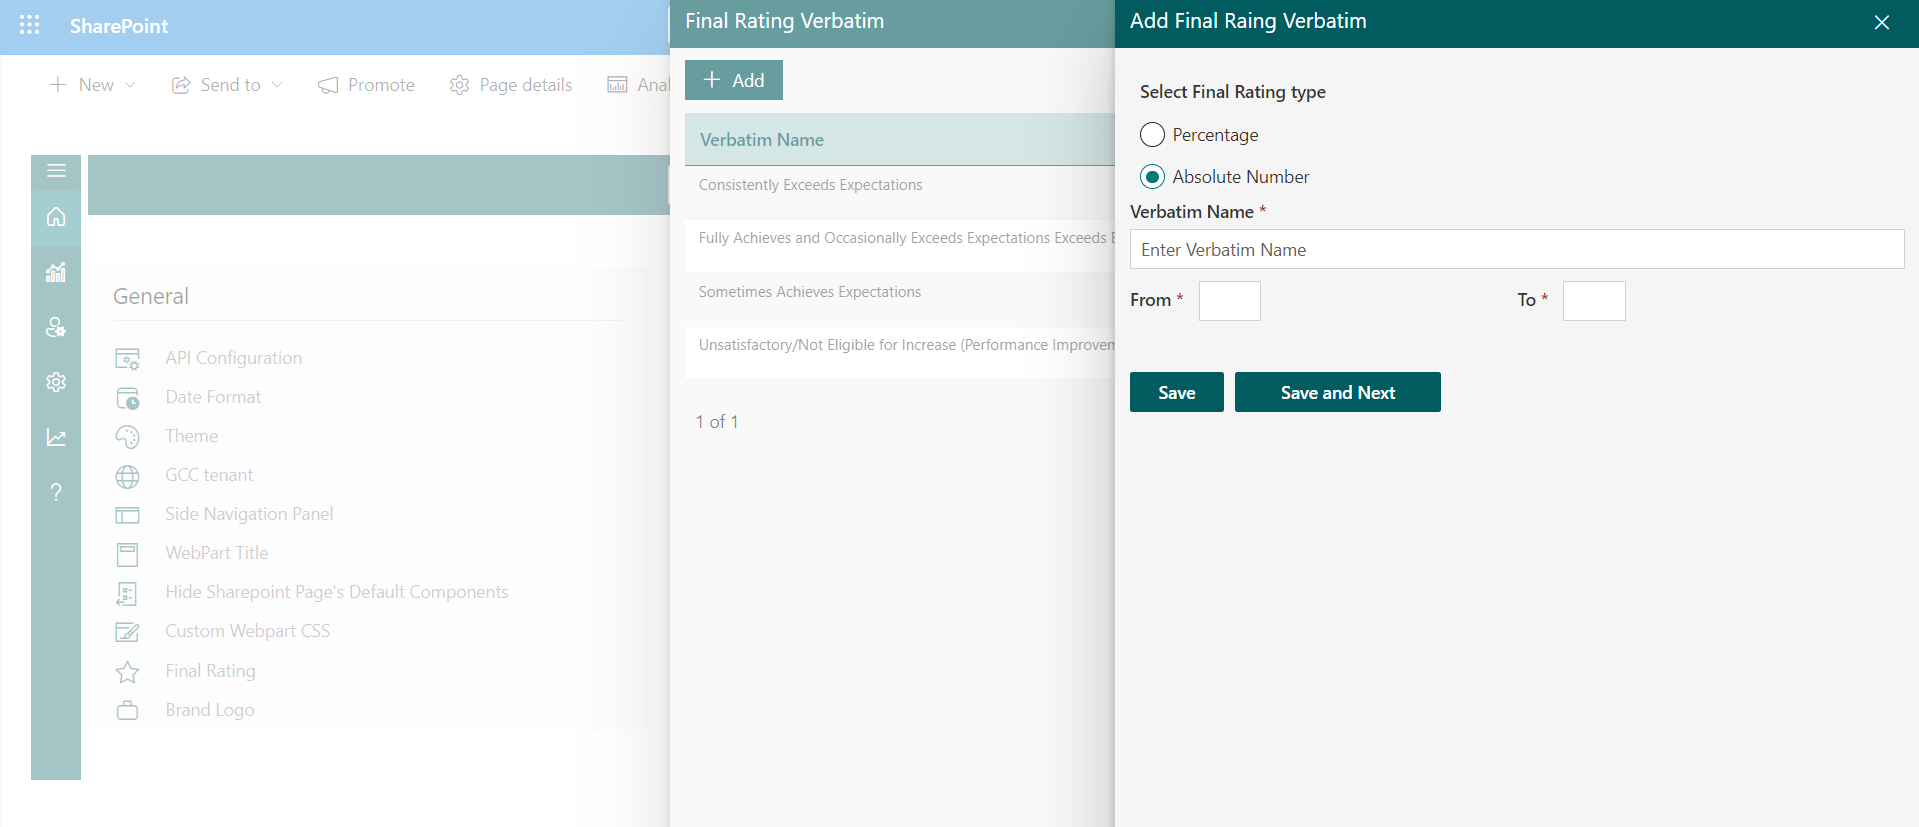 SharePoint
New
Send to
Promote
Page details
General
API Configuration
Date Format
Theme
GCC tenant
Side Navigation Panel
WebPart Title
Hide Sharepoint Page's Default Components
Custom Webpart CSS
Final Rating
Brand Logo
?
Final Rating Verbatim
+ Add
Verbatim Name
Consistently Exceeds Expectations
Fully Achieves and Occasionally Exceeds Expectations Exceeds
Sometimes Achieves Expectations
Unsatisfactory/Not Eligible for Increase (Performance
1 of 1
Add Final Raing Verbatim
Select Final Rating type
Percentage
Absolute Number
Verbatim Name *
Enter Verbatim Name
From *
To *
Save
Save and Next